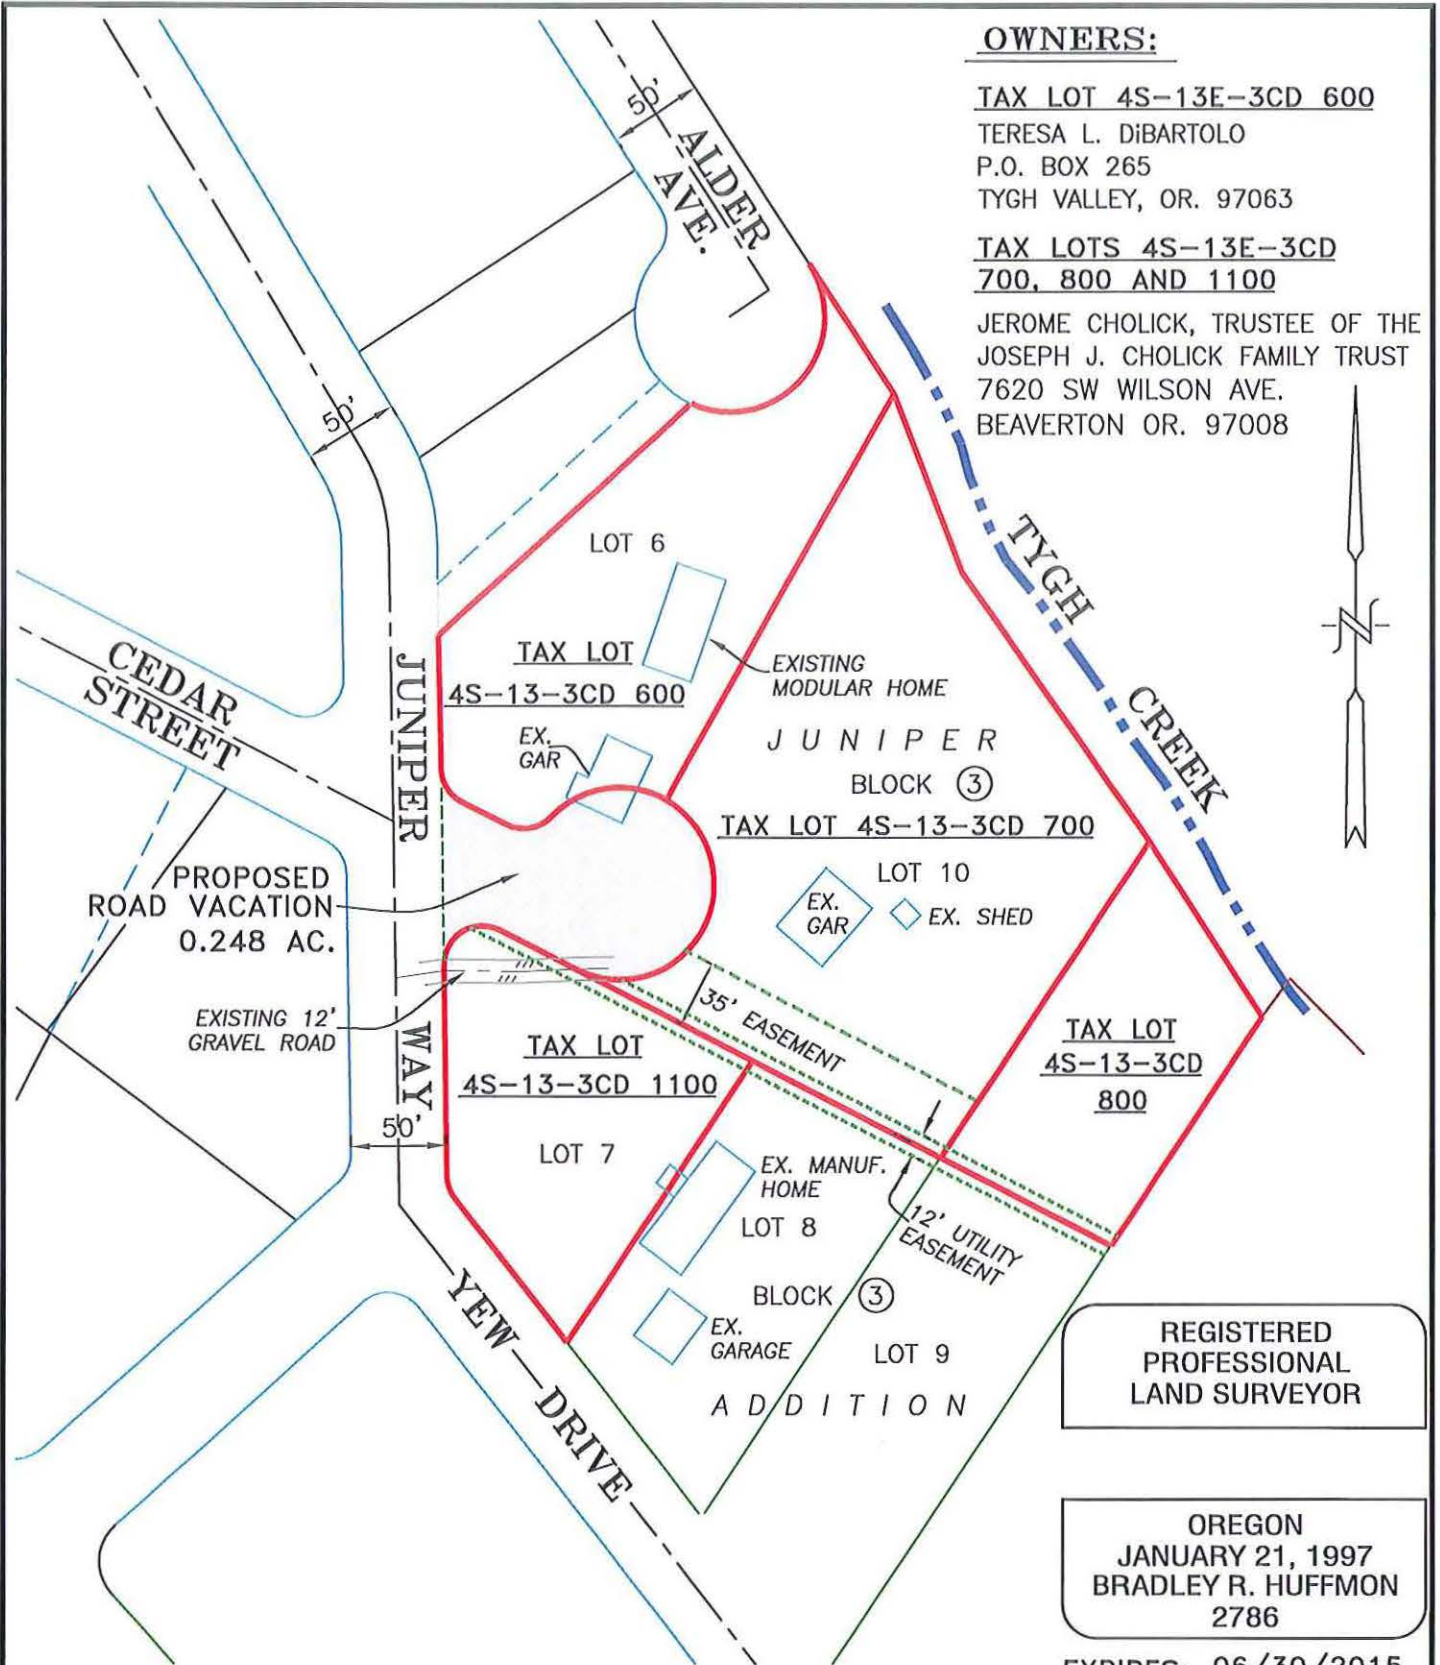 OWNERS:
TAX LOT 4S-13E-3CD 600
TERESA L. DiBARTOLO
P.O. BOX 265
TYGH VALLEY, OR. 97063
TAX LOTS 4S-13E-3CD
700, 800 AND 1100
JEROME CHOLICK, TRUSTEE OF THE
JOSEPH J. CHOLICK FAMILY TRUST
7620 SW WILSON AVE.
BEAVERTON OR. 97008
50'
ALDER
AVE.
50'
N
TYGH
CREEK
LOT 6
TAX LOT
4S-13-3CD 600
EXISTING
MODULAR HOME
EX.
GAR
CEDAR
STREET
JUNIPER
WAY
JUNIPER
BLOCK 3
TAX LOT 4S-13-3CD 700
LOT 10
EX.
GAR
EX. SHED
PROPOSED
ROAD VACATION
0.248 AC.
EXISTING 12'
GRAVEL ROAD
35' EASEMENT
TAX LOT
4S-13-3CD
800
TAX LOT
4S-13-3CD 1100
50'
LOT 7
EX. MANUF.
HOME
LOT 8
12' UTILITY
EASEMENT
BLOCK 3
EX.
GARAGE
LOT 9
ADDITION
YEW DRIVE
REGISTERED
PROFESSIONAL
LAND SURVEYOR
OREGON
JANUARY 21, 1997
BRADLEY R. HUFFMON
2786
EXPIRES: 06/30/2015